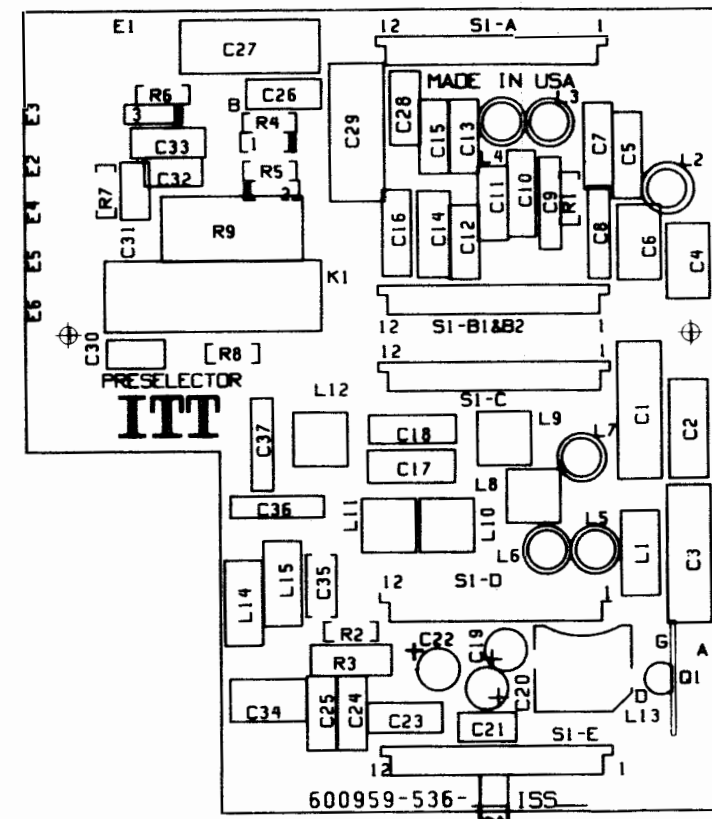 E1
12 S1-A 1
C27
MADE IN USA
R6
C26
C28
L3
E3
3
B
R4
C29
C15
C13
C7
C5
C33
1
L4
L2
E2
R7
C32
R5
2
C11
C10
C9
R1
E4
C31
R9
C16
C14
C12
C8
C6
C4
E5
K1
E6
12 S1-B1&B2 1
C30
R8
12 1
PRESELECTOR
S1-C
ITT
L12
C37
C18
L9
L7
C1
C2
C17
L8
C36
L11
L10
L6
L5
L1
C3
L14
L15
C35
12 S1-D 1
R2
C22
C19
G
A
R3
Q1
C34
C25
C24
C23
C20
D
L13
C21
S1-E
12 1
600959-536- ISS